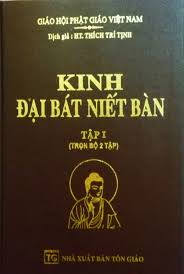 GIÁO HỘI PHẬT GIÁO VIỆT NAM
Dịch giả : HT. THÍCH TRÍ TỊNH
KINH
ĐẠI BÁT NIẾT BÀN
TẬP I
(TRỌN BỘ 2 TẬP)
TG
NHÀ XUẤT BẢN TÔN GIÁO